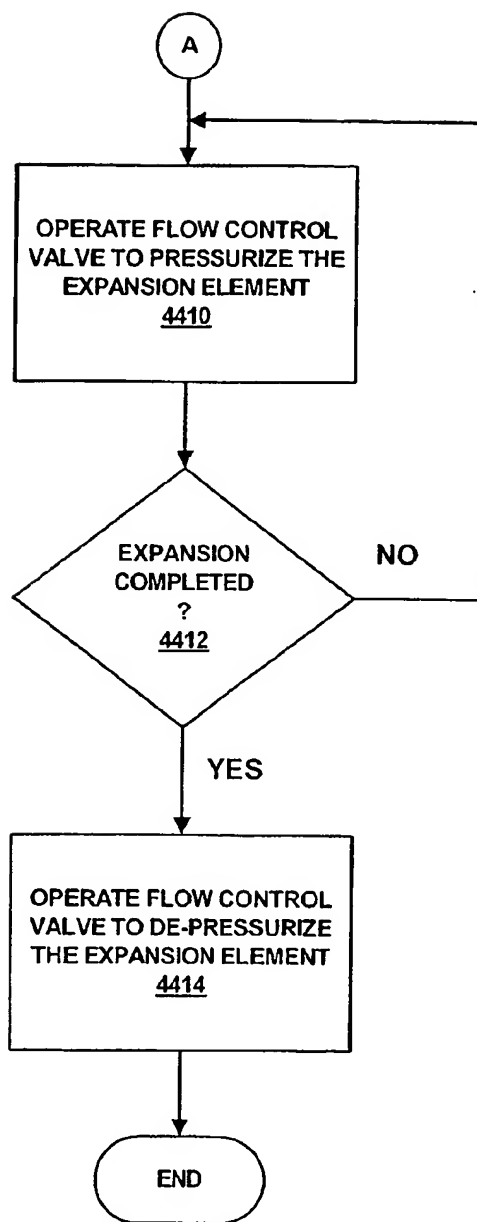 A
OPERATE FLOW CONTROL
VALVE TO PRESSURIZE THE
EXPANSION ELEMENT
4410
EXPANSION
COMPLETED
?
4412
NO
YES
OPERATE FLOW CONTROL
VALVE TO DE-PRESSURIZE
THE EXPANSION ELEMENT
4414
END